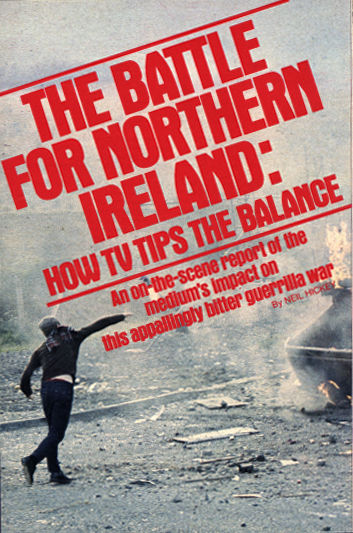 THE BATTLE
FOR NORTHERN
IRELAND:
HOW TV TIPS THE BALANCE
An on-the-scene report of the
medium's impact on
this appallingly bitter guerrilla war
By NEIL HICKEY